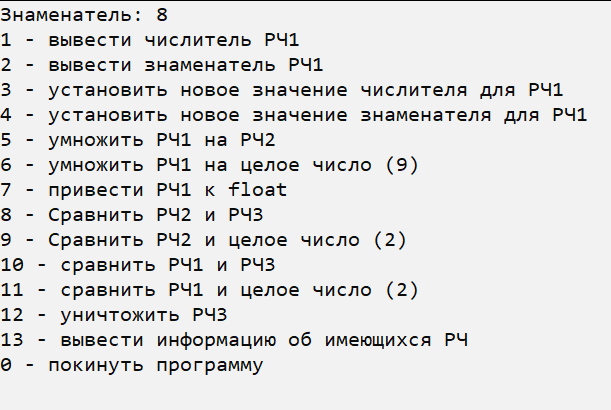 Знаменатель: 8
1 - вывести числитель РЧ1
2 - вывести знаменатель РЧ1
3 - установить новое значение числителя для РЧ1
4 - установить новое значение знаменателя для РЧ1
5 - умножить РЧ1 на РЧ2
6 - умножить РЧ1 на целое число (9)
7 - привести РЧ1 к float
8 - Сравнить РЧ2 и РЧ3
9 - Сравнить РЧ2 и целое число (2)
10 - сравнить РЧ1 и РЧ3
11 - сравнить РЧ1 и целое число (2)
12 - уничтожить РЧ3
13 - вывести информацию об имеющихся РЧ
0 - покинуть программу